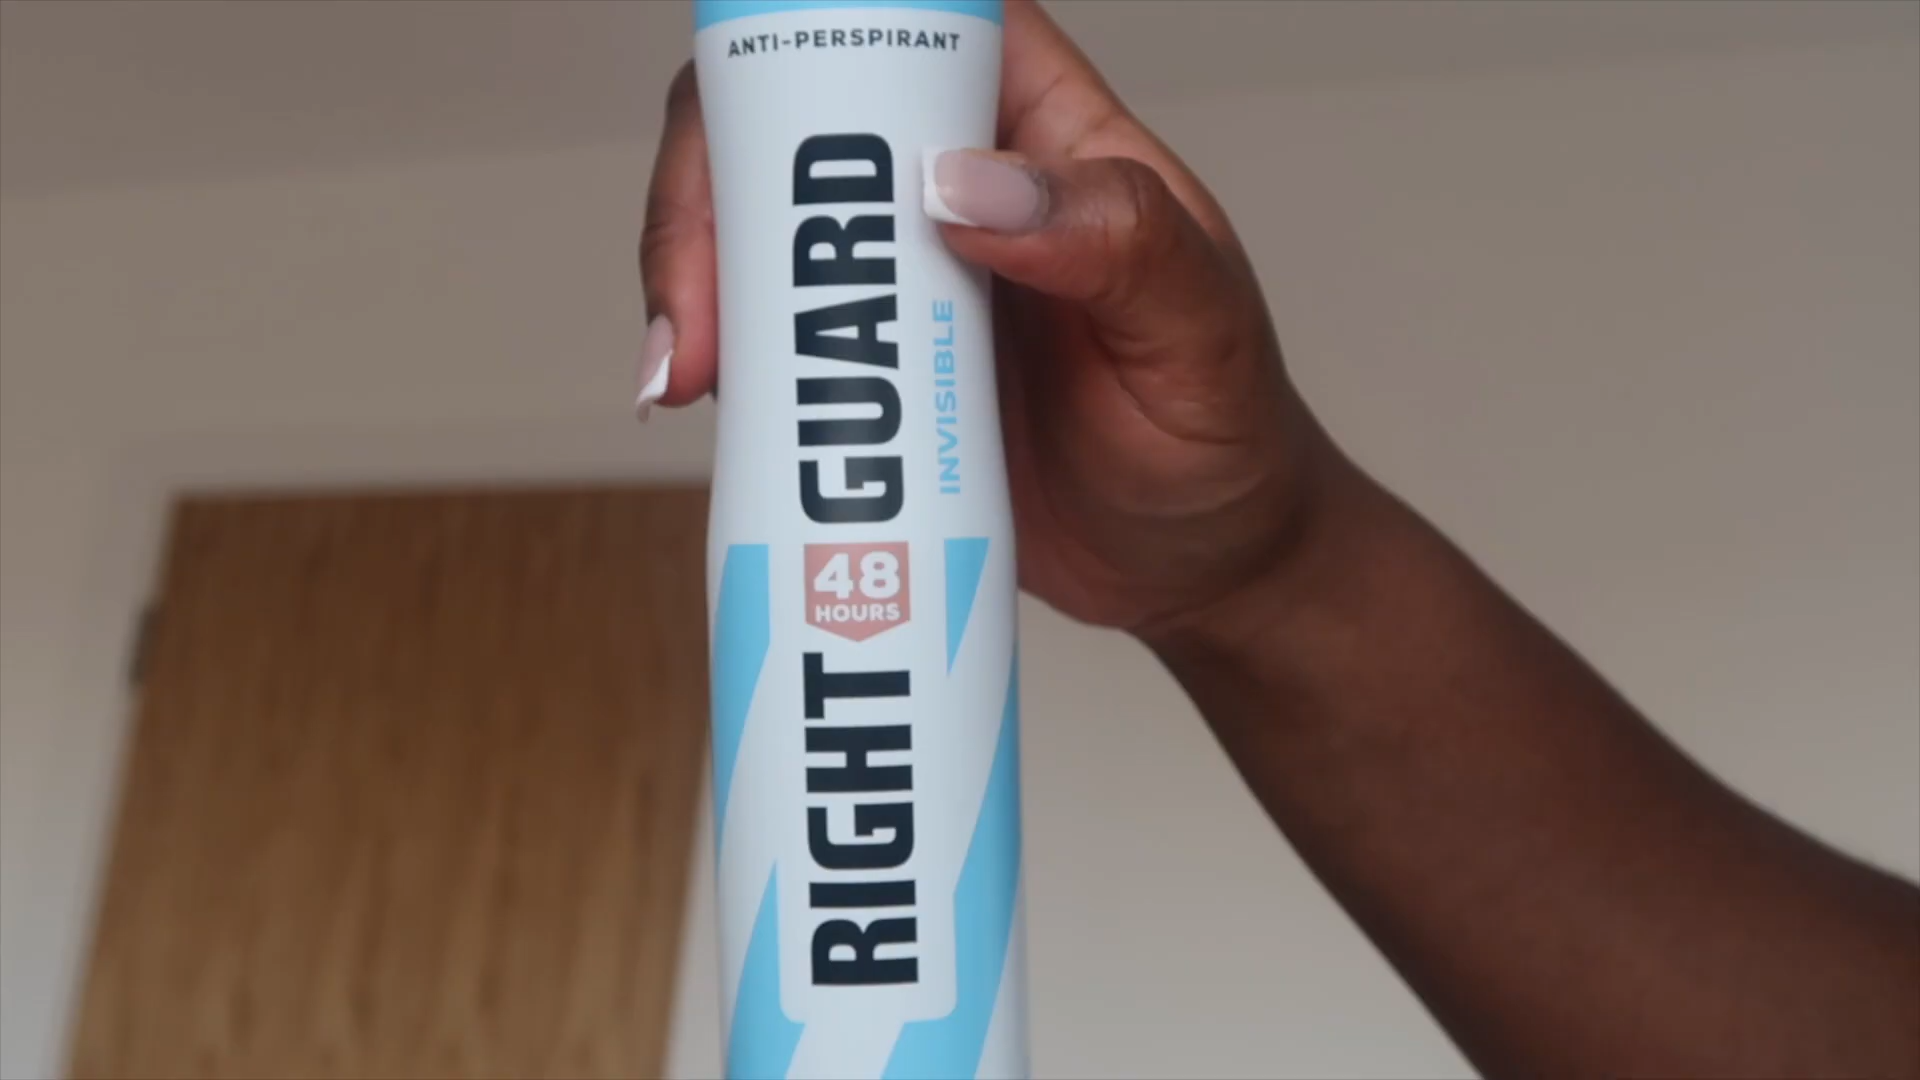 ANTI-PERSPIRANT
RIGHT GUARD
48
HOURS
INVISIBLE